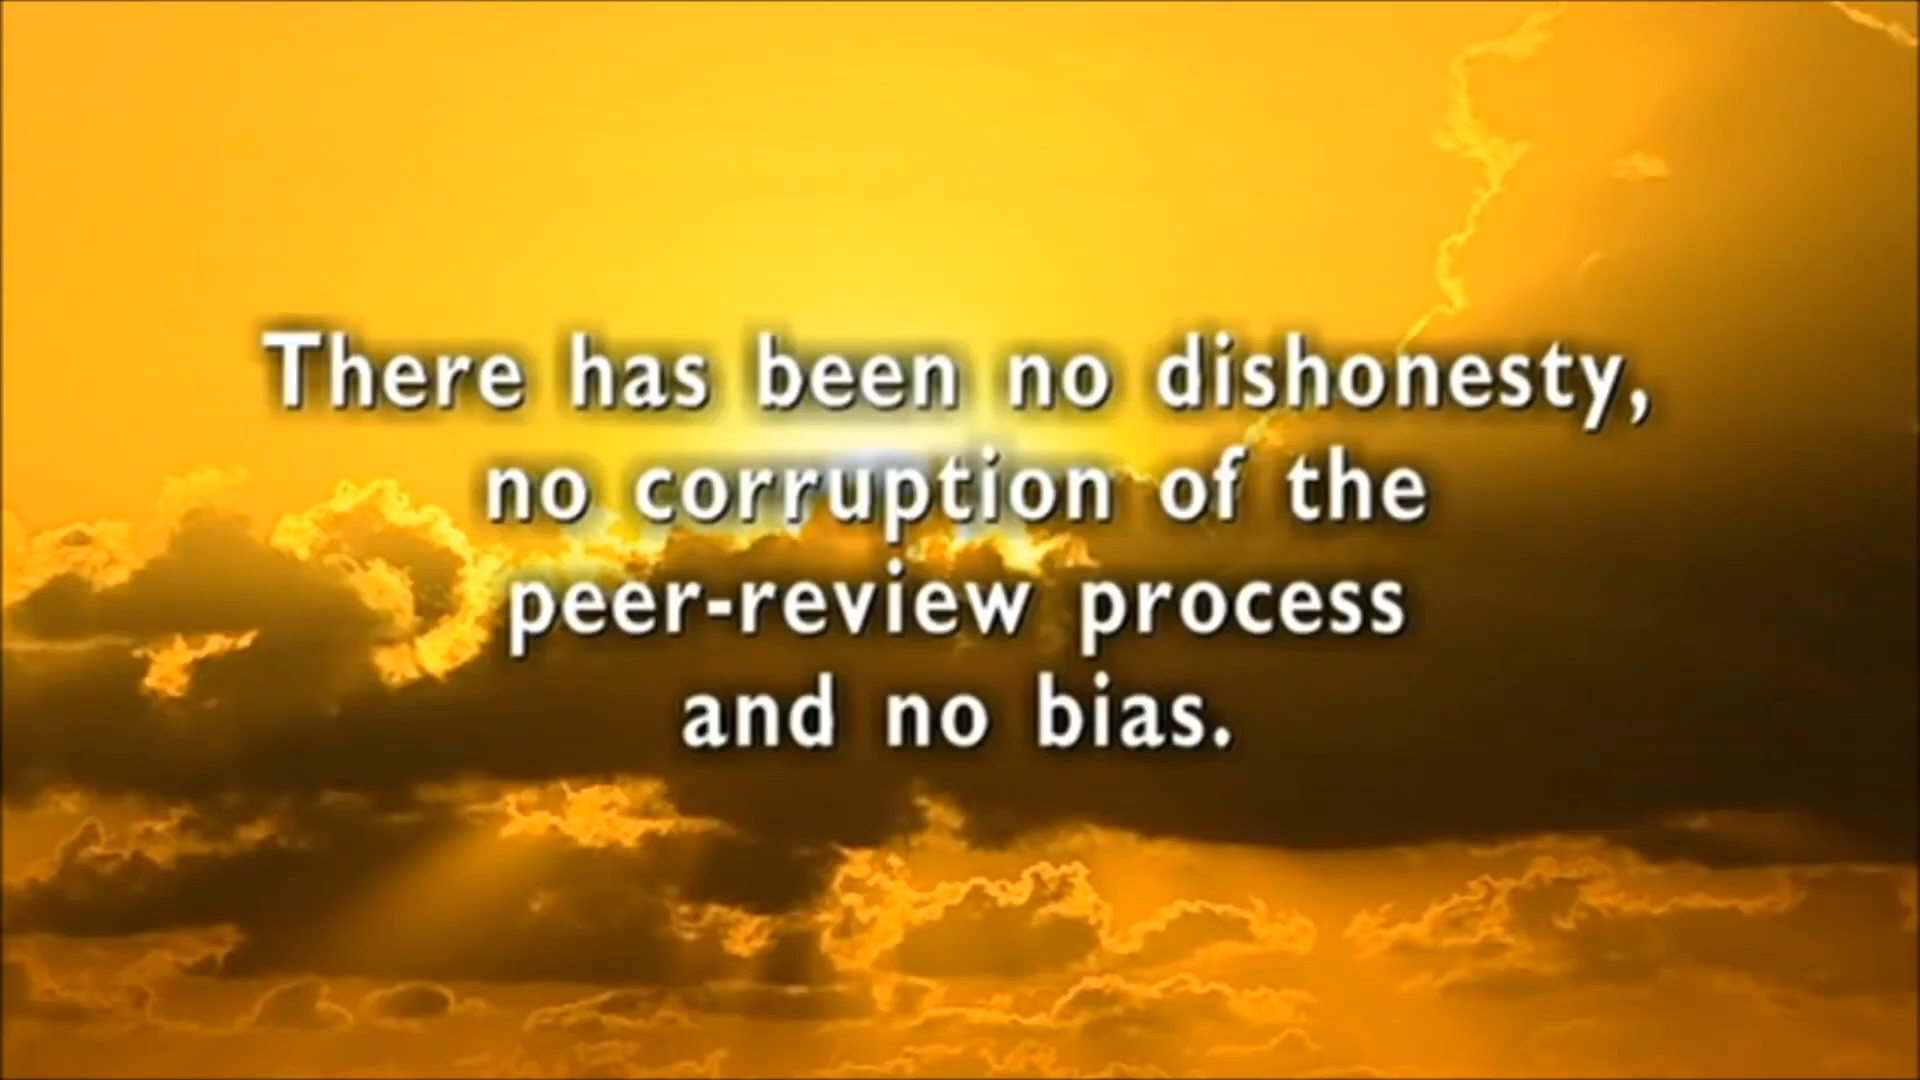 There has been no dishonesty,
no corruption of the
peer-review process
and no bias.